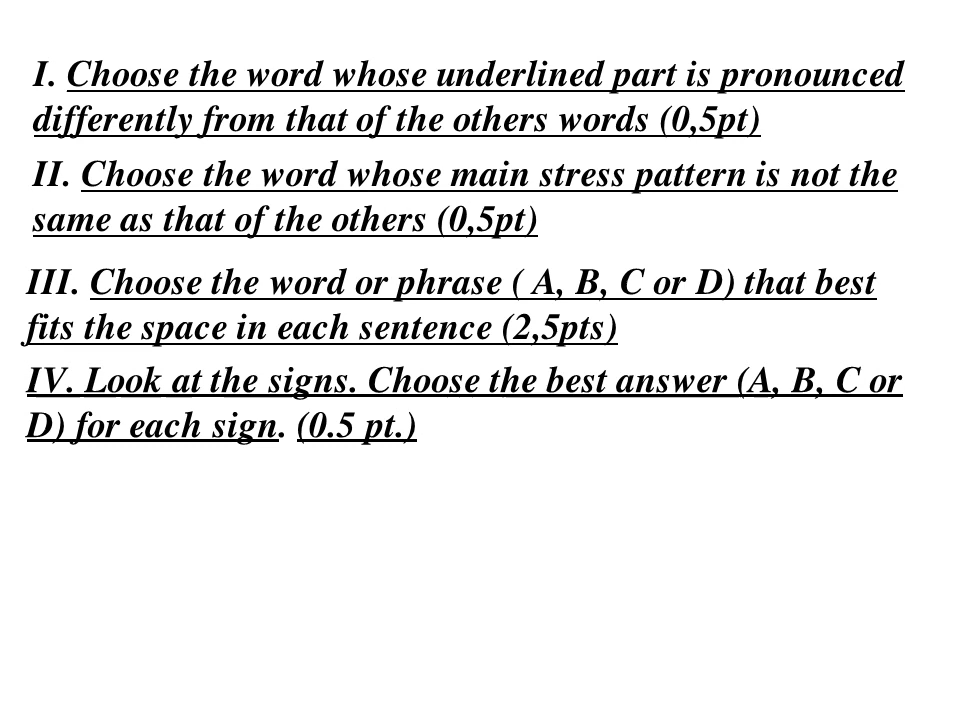 I. Choose the word whose underlined part is pronounced
differently from that of the others words (0,5pt)
II. Choose the word whose main stress pattern is not the
same as that of the others (0,5pt)
III. Choose the word or phrase ( A, B, C or D) that best
fits the space in each sentence (2,5pts)
IV. Look at the signs. Choose the best answer (A, B, C or
D) for each sign. (0.5 pt.)